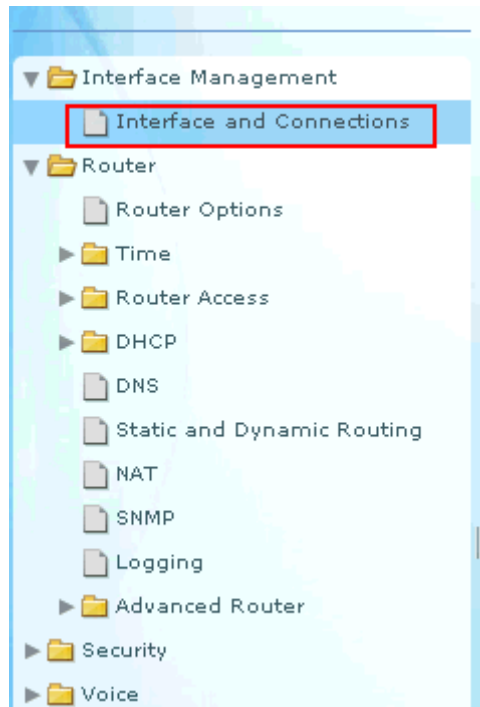 Interface Management
Interface and Connections
Router
Router Options
Time
Router Access
DHCP
DNS
Static and Dynamic Routing
NAT
SNMP
Logging
Advanced Router
Security
Voice